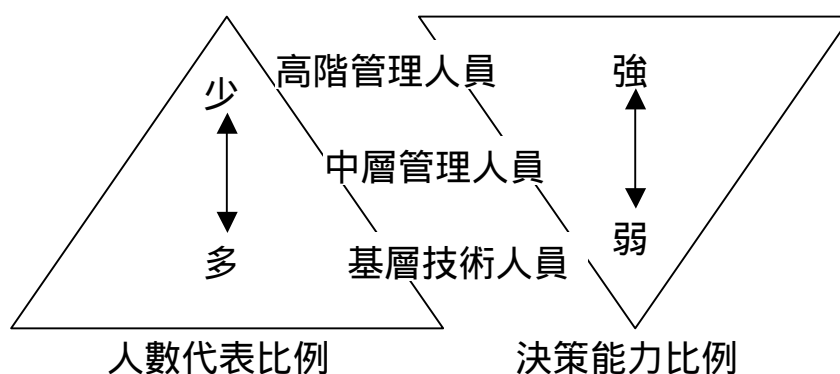 高階管理人員
少
強
中層管理人員
弱
多
基層技術人員
人數代表比例
決策能力比例